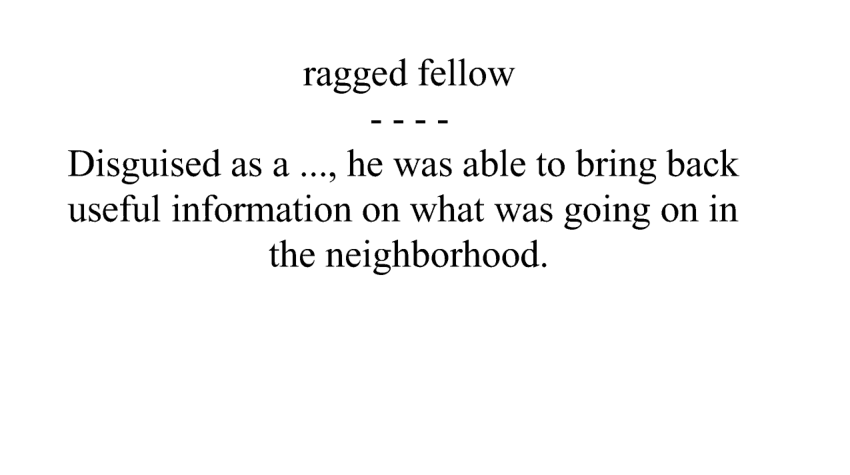 ragged fellow
- - - -
Disguised as a ..., he was able to bring back
useful information on what was going on in
the neighborhood.